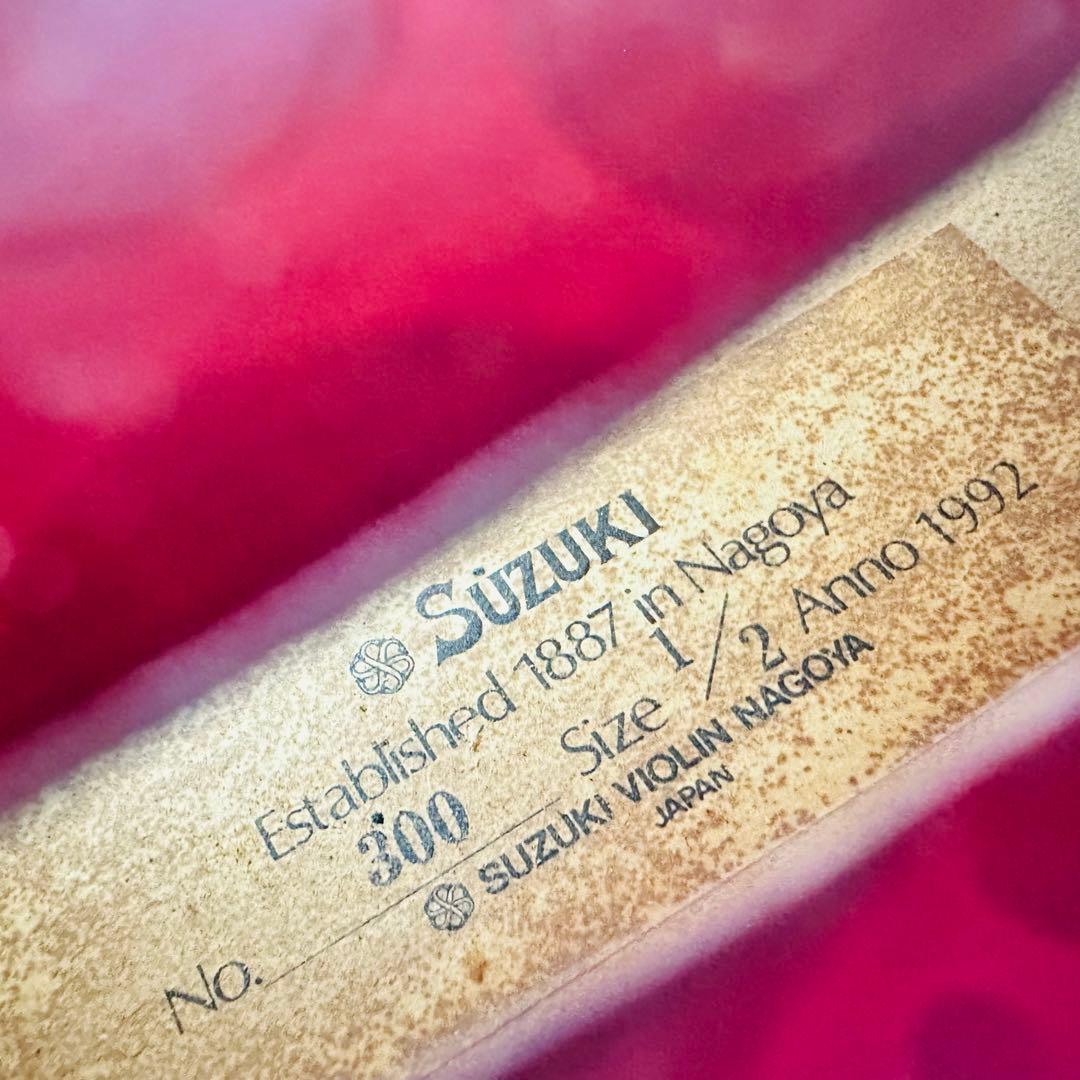 SUZUKI
Established 1887 in Nagoya
No. 300 Size 1/2 Anno 1992
SUZUKI VIOLIN NAGOYA
JAPAN